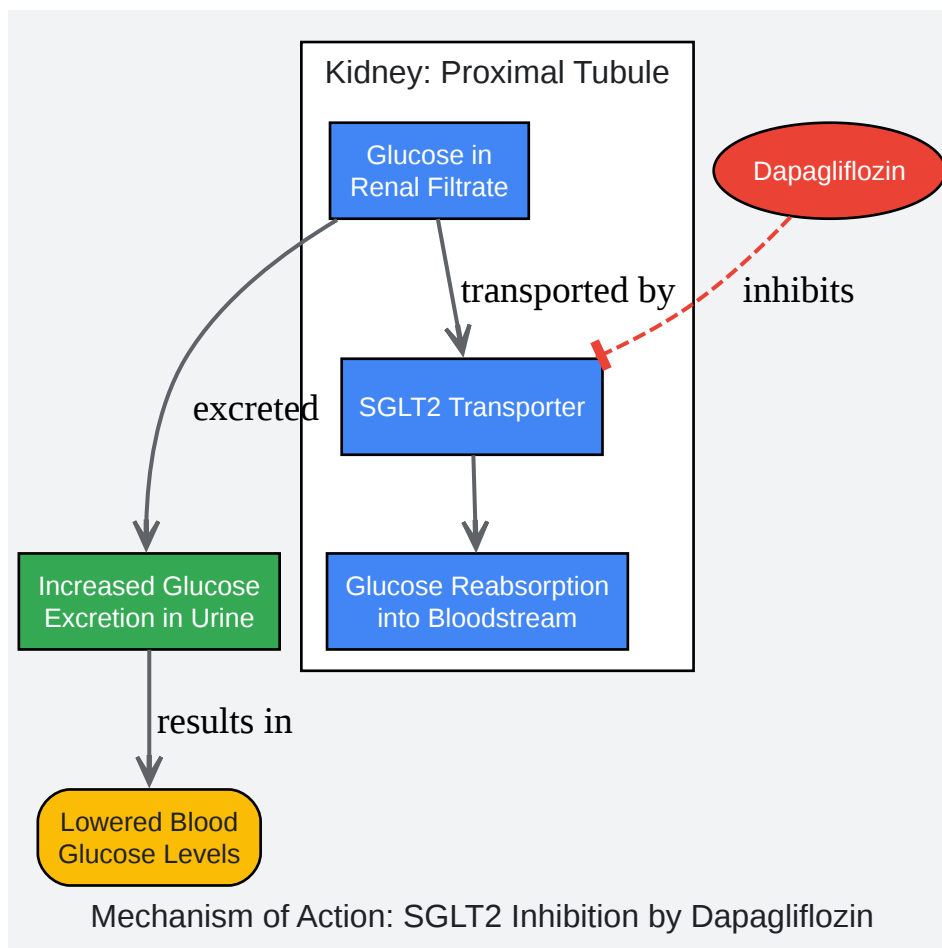 Kidney: Proximal Tubule
Glucose in
Renal Filtrate
Dapagliflozin
transported by
inhibits
excreted
SGLT2 Transporter
Increased Glucose
Excretion in Urine
Glucose Reabsorption
into Bloodstream
results in
Lowered Blood
Glucose Levels
Mechanism of Action: SGLT2 Inhibition by Dapagliflozin